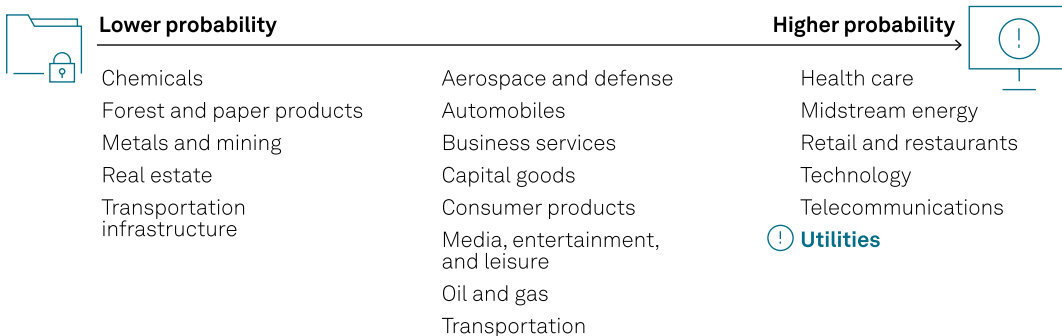 Lower probability
Higher probability
Chemicals
Forest and paper products
Metals and mining
Real estate
Transportation
infrastructure
Aerospace and defense
Automobiles
Business services
Capital goods
Consumer products
Media, entertainment,
and leisure
Oil and gas
Transportation
Health care
Midstream energy
Retail and restaurants
Technology
Telecommunications
Utilities